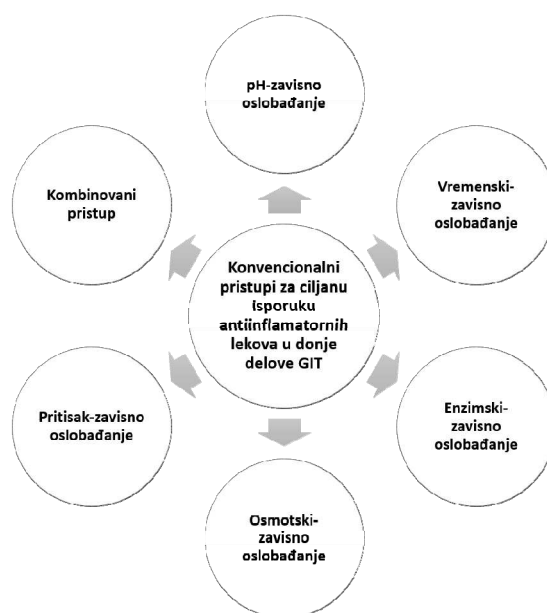 pH-zavisno
oslobađanje
Kombinovani
pristup
Vremenski-
zavisno
oslobađanje
Konvencionalni
pristupi za ciljanu
isporuku
antiinflamatornih
lekova u donje
delove GIT
Pritisak-zavisno
oslobađanje
Enzimski-
zavisno
oslobađanje
Osmotski-
zavisno
oslobađanje